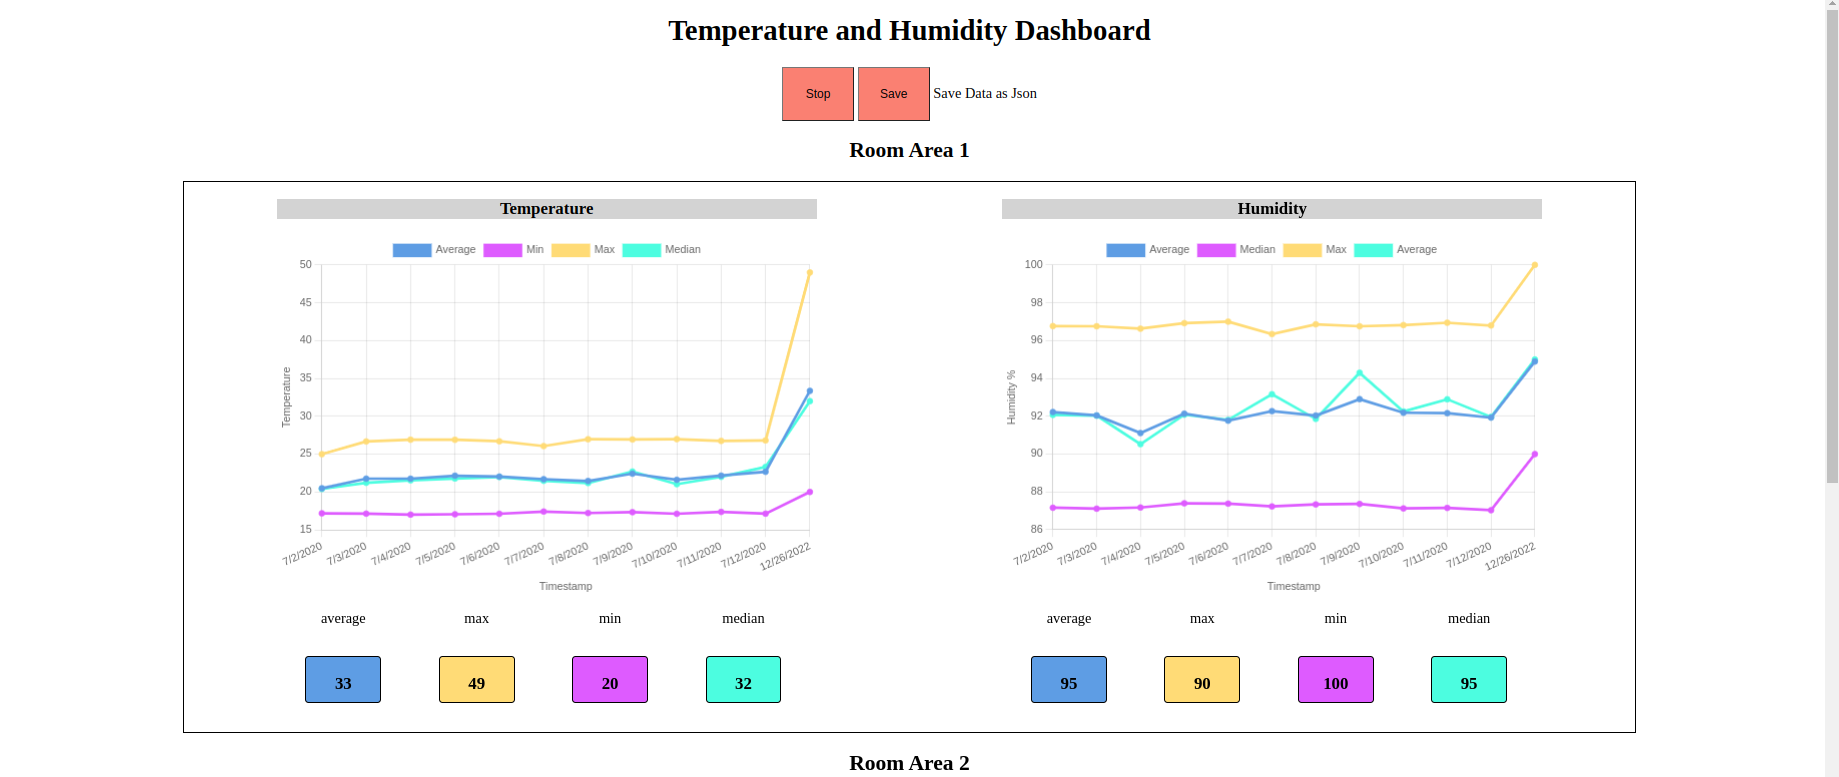 Temperature and Humidity Dashboard
Stop Save Save Data as Json
Room Area 1
Temperature
Average Min Max Median
50
45
40
35
30
25
20
15
Temperature
7/2/2020 7/3/2020 7/4/2020 7/5/2020 7/6/2020 7/7/2020 7/8/2020 7/9/2020 7/10/2020 7/11/2020 7/12/2020 12/26/2022
Timestamp
average max min median
33 49 20 32
Humidity
Average Median Max Average
100
98
96
94
92
90
88
86
Humidity %
7/2/2020 7/3/2020 7/4/2020 7/5/2020 7/6/2020 7/7/2020 7/8/2020 7/9/2020 7/10/2020 7/11/2020 7/12/2020 12/26/2022
Timestamp
average max min median
95 90 100 95
Room Area 2